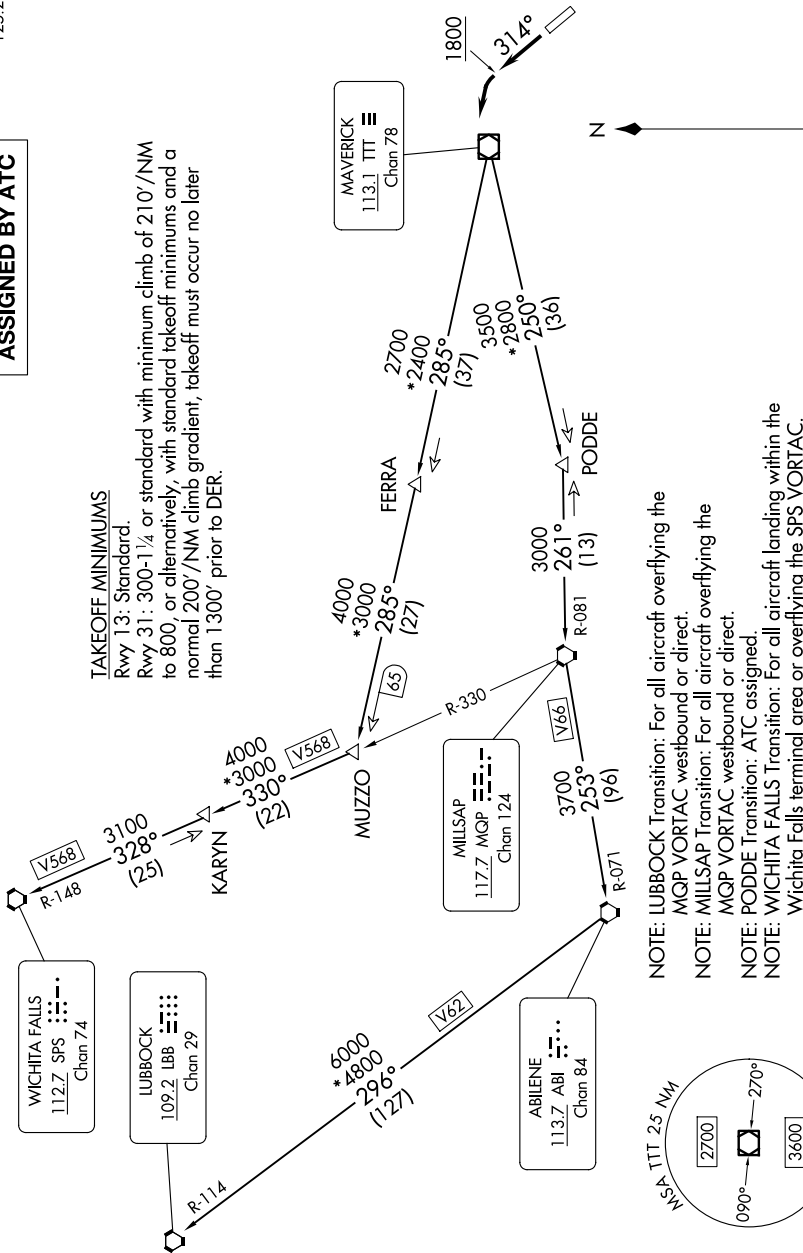 ASSIGNED BY ATC
TAKEOFF MINIMUMS
Rwy 13: Standard.
Rwy 31: 300-1¼ or standard with minimum climb of 210'/NM
to 800, or alternatively, with standard takeoff minimums and a
normal 200'/NM climb gradient, takeoff must occur no later
than 1300' prior to DER.
WICHITA FALLS
112.7 SPS
Chan 74
LUBBOCK
109.2 LBB
Chan 29
ABILENE
113.7 ABI
Chan 84
MILLSAP
117.7 MQP
Chan 124
MAVERICK
113.1 TTT
Chan 78
1800
314°
N
2700
*2400
285°
(37)
3500
*2800
250°
(36)
FERRA
PODDE
4000
*3000
285°
(27)
65
3000
261°
(13)
R-081
R-330
MUZZO
4000
*3000
330°
(22)
V568
KARYN
3100
328°
(25)
V568
R-148
V66
3700
253°
(96)
R-071
V62
6000
*4800
296°
(127)
R-114
NOTE: LUBBOCK Transition: For all aircraft overflying the
MQP VORTAC westbound or direct.
NOTE: MILLSAP Transition: For all aircraft overflying the
MQP VORTAC westbound or direct.
NOTE: PODDE Transition: ATC assigned.
NOTE: WICHITA FALLS Transition: For all aircraft landing within the
Wichita Falls terminal area or overflying the SPS VORTAC.
MSA TTT 25 NM
2700
090°
270°
3600